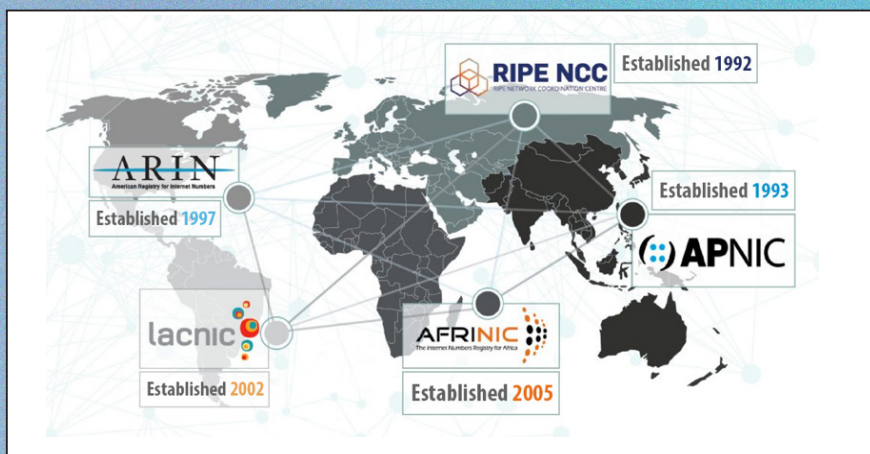 RIPE NCC
RIPE NETWORK COORDINATION CENTRE
Established 1992
ARIN
American Registry for Internet Numbers
Established 1997
Established 1993
APNIC
lacnic
Established 2002
AFRINIC
The Internet Numbers Registry for Africa
Established 2005